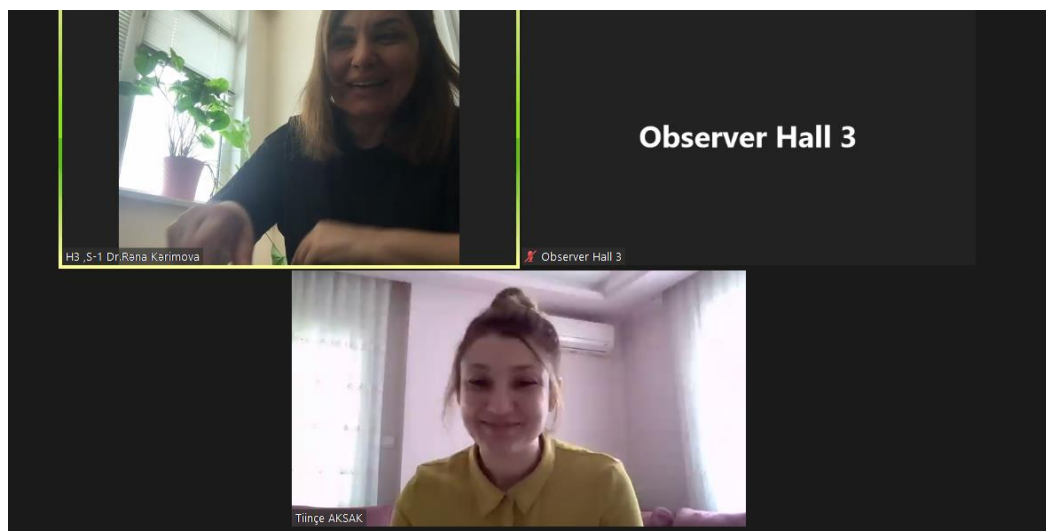 Observer Hall 3
H3 ,S-1 Dr.Rəna Kərimova
Observer Hall 3
Tiinçe AKSAK